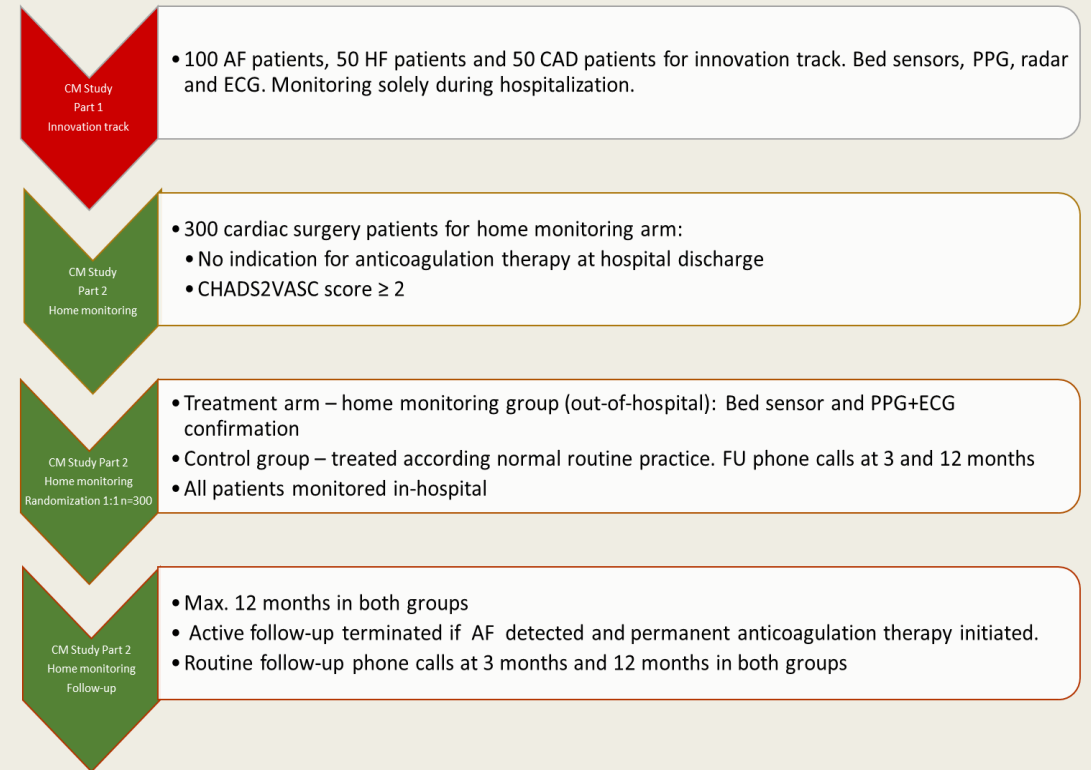 CM Study
Part 1
Innovation track
•100 AF patients, 50 HF patients and 50 CAD patients for innovation track. Bed sensors, PPG, radar
and ECG. Monitoring solely during hospitalization.
CM Study
Part 2
Home monitoring
•300 cardiac surgery patients for home monitoring arm:
•No indication for anticoagulation therapy at hospital discharge
•CHADS2VASC score ≥ 2
CM Study Part 2
Home monitoring
Randomization 1:1 n=300
•Treatment arm – home monitoring group (out-of-hospital): Bed sensor and PPG+ECG
confirmation
•Control group – treated according normal routine practice. FU phone calls at 3 and 12 months
•All patients monitored in-hospital
CM Study Part 2
Home monitoring
Follow-up
•Max. 12 months in both groups
• Active follow-up terminated if AF detected and permanent anticoagulation therapy initiated.
•Routine follow-up phone calls at 3 months and 12 months in both groups